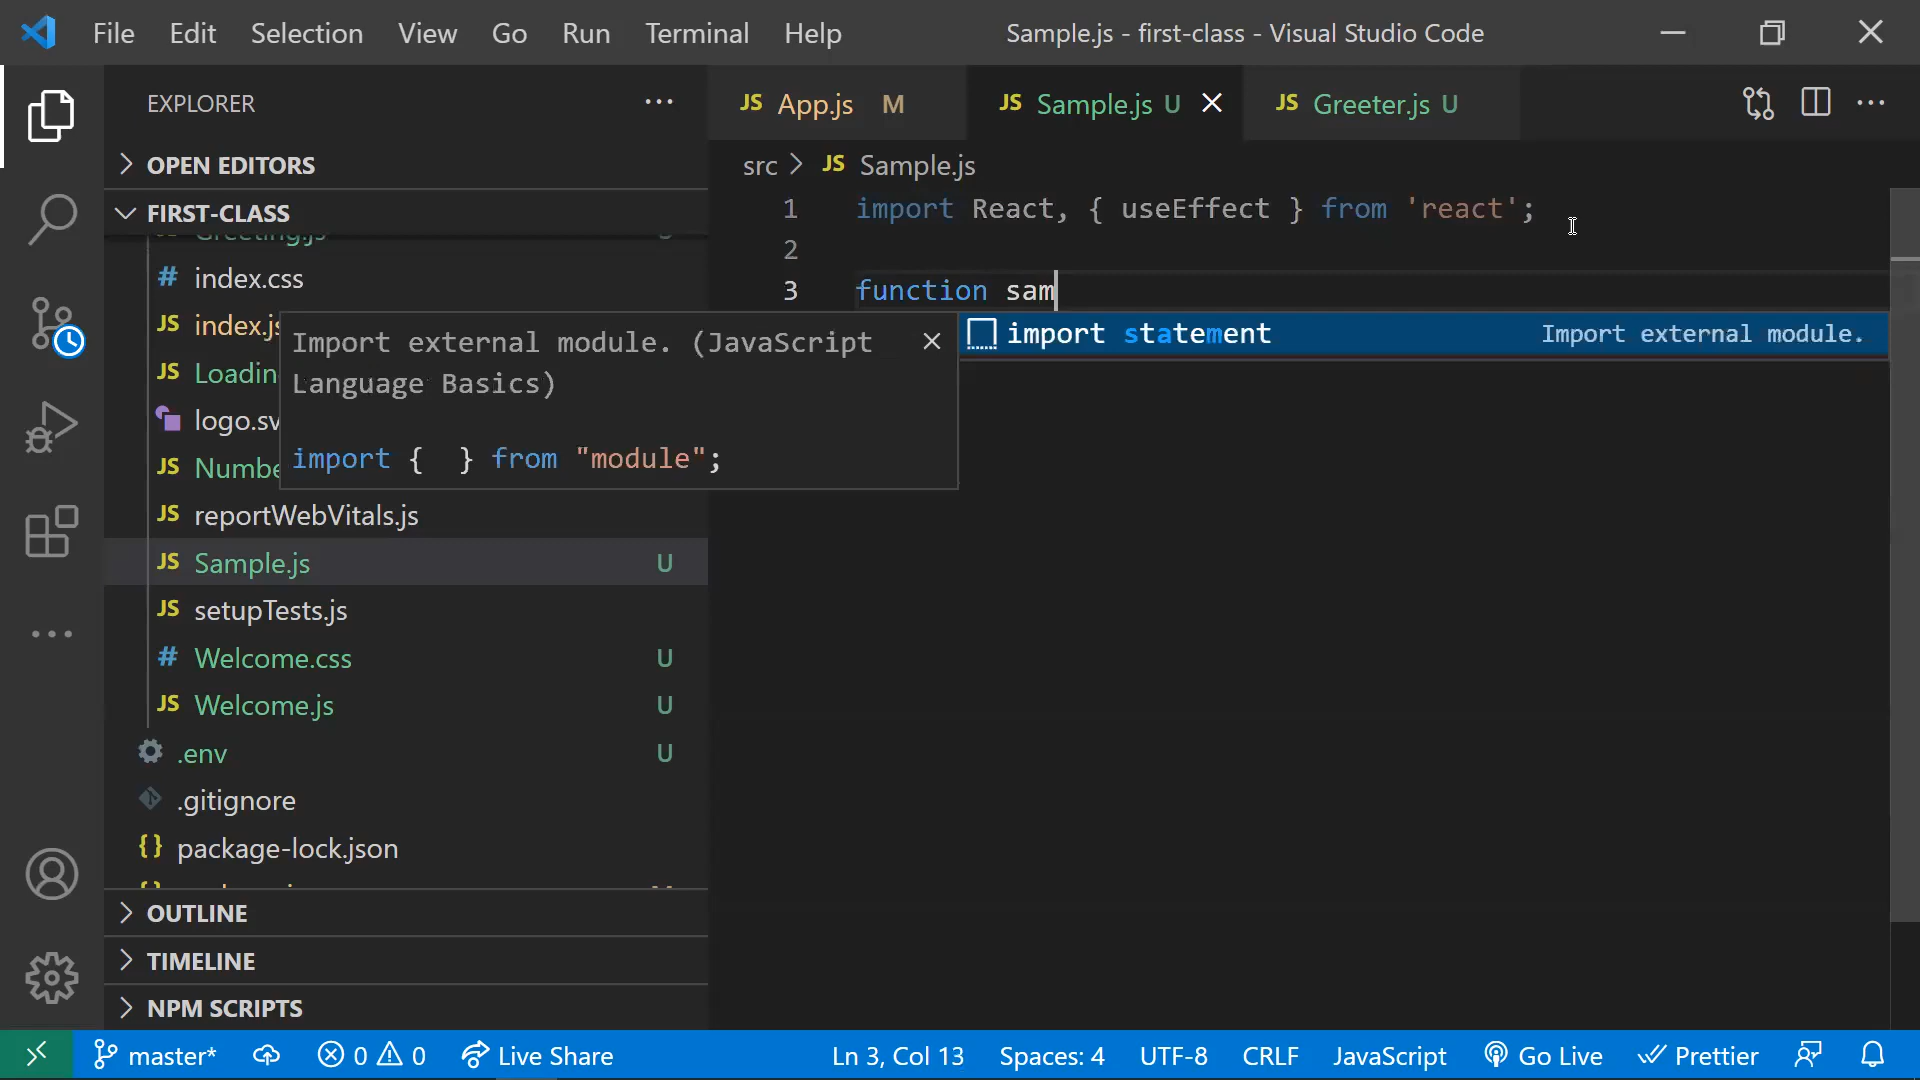 File Edit Selection View Go Run Terminal Help Sample.js - first-class - Visual Studio Code
EXPLORER
JS App.js M JS Sample.js U JS Greeter.js U
OPEN EDITORS
src JS Sample.js
FIRST-CLASS
1 import React, { useEffect } from 'react';
2
3 function sam
Greeting.js
# index.css
JS index.js
JS Loadin
logo.sv
JS Numbe
JS reportWebVitals.js
JS Sample.js U
JS setupTests.js
# Welcome.css U
JS Welcome.js U
.env U
.gitignore
{} package-lock.json
Import external module. (JavaScript
Language Basics)
import {  } from "module";
import statement Import external module.
OUTLINE
TIMELINE
NPM SCRIPTS
master* 0 0 Live Share Ln 3, Col 13 Spaces: 4 UTF-8 CRLF JavaScript Go Live Prettier